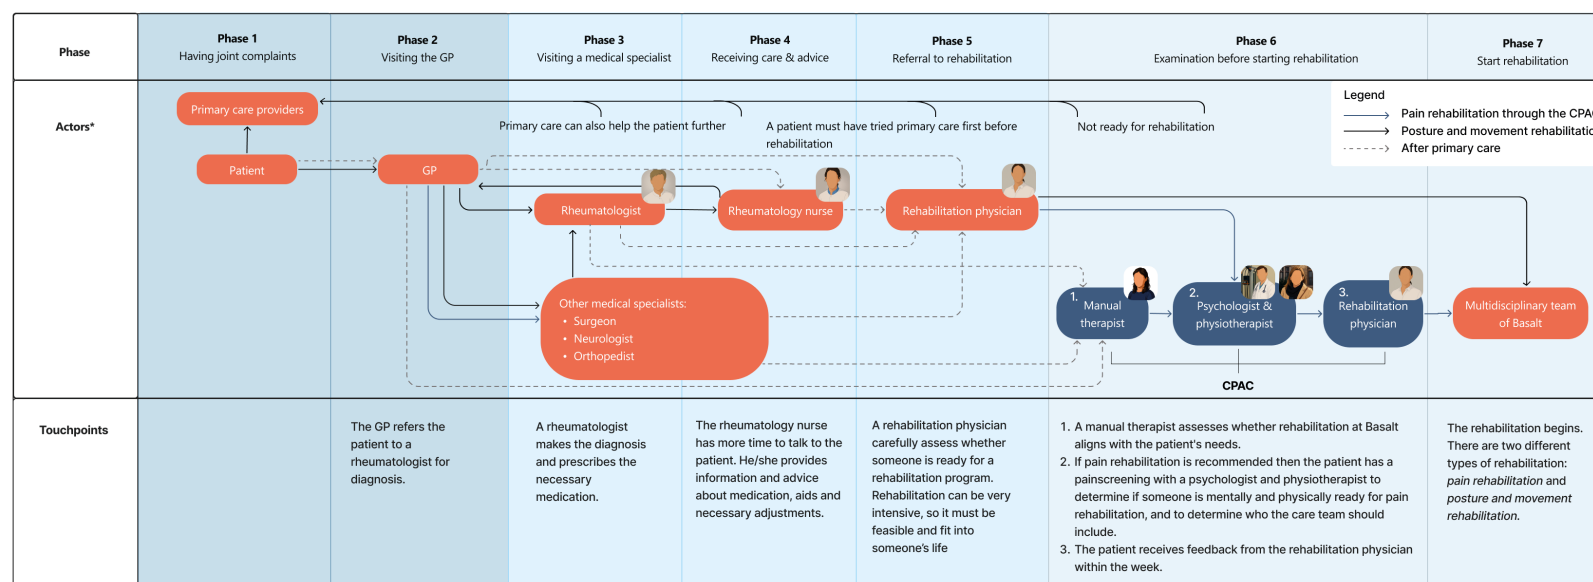 Phase
Phase 1
Having joint complaints
Phase 2
Visiting the GP
Phase 3
Visiting a medical specialist
Phase 4
Receiving care & advice
Phase 5
Referral to rehabilitation
Phase 6
Examination before starting rehabilitation
Phase 7
Start rehabilitation
Actors*
Primary care providers
Patient
GP
Primary care can also help the patient further
A patient must have tried primary care first before
rehabilitation
Not ready for rehabilitation
Legend
Pain rehabilitation through the CPAC
Posture and movement rehabilitatio
After primary care
Rheumatologist
Rheumatology nurse
Rehabilitation physician
Other medical specialists:
• Surgeon
• Neurologist
• Orthopedist
1.
Manual
therapist
2.
Psychologist &
physiotherapist
3.
Rehabilitation
physician
Multidisciplinary team
of Basalt
CPAC
Touchpoints
The GP refers the
patient to a
rheumatologist for
diagnosis.
A rheumatologist
makes the diagnosis
and prescribes the
necessary
medication.
The rheumatology nurse
has more time to talk to the
patient. He/she provides
information and advice
about medication, aids and
necessary adjustments.
A rehabilitation physician
carefully assess whether
someone is ready for a
rehabilitation program.
Rehabilitation can be very
intensive, so it must be
feasible and fit into
someone's life
1. A manual therapist assesses whether rehabilitation at Basalt
aligns with the patient's needs.
2. If pain rehabilitation is recommended then the patient has a
painscreening with a psychologist and physiotherapist to
determine if someone is mentally and physically ready for pain
rehabilitation, and to determine who the care team should
include.
3. The patient receives feedback from the rehabilitation physician
within the week.
The rehabilitation begins.
There are two different
types of rehabilitation:
pain rehabilitation and
posture and movement
rehabilitation.